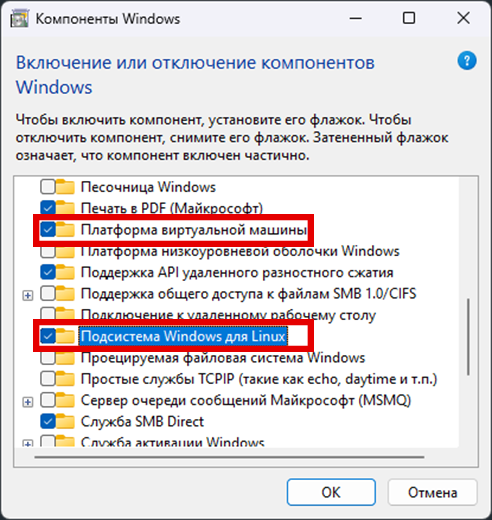 Компоненты Windows
Включение или отключение компонентов
Windows
?
Чтобы включить компонент, установите его флажок. Чтобы
отключить компонент, снимите его флажок. Затененный флажок
означает, что компонент включен частично.
Песочница Windows
Печать в PDF (Майкрософт)
Платформа виртуальной машины
Платформа низкоуровневой оболочки Windows
Поддержка API удаленного разностного сжатия
Поддержка общего доступа к файлам SMB 1.0/CIFS
Подключение к удаленному рабочему столу
Подсистема Windows для Linux
Проецируемая файловая система Windows
Простые службы TCPIP (такие как echo, daytime и т.п.)
Сервер очереди сообщений Майкрософт (MSMQ)
Служба SMB Direct
Служба активации Windows
ОК
Отмена